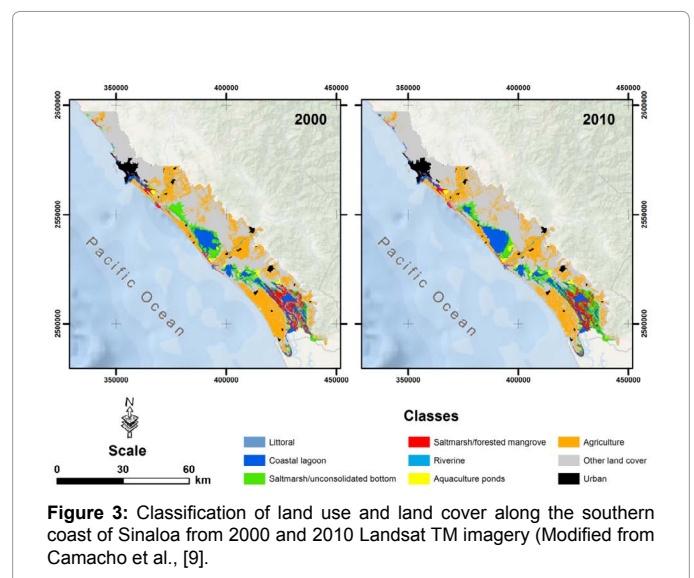 350000 400000 450000 350000 400000 450000
2600000 2600000
2000 2010
2550000 2550000
Pacific Ocean Pacific Ocean
2500000 2500000
350000 400000 450000 350000 400000 450000
N
Classes
Scale
0 30 60
km
Littoral Saltmarsh/forested mangrove Agriculture
Coastal lagoon Riverine Other land cover
Saltmarsh/unconsolidated bottom Aquaculture ponds Urban
Figure 3: Classification of land use and land cover along the southern
coast of Sinaloa from 2000 and 2010 Landsat TM imagery (Modified from
Camacho et al., [9].